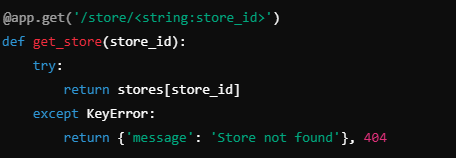 @app.get('/store/<string:store_id>')
def get_store(store_id):
    try:
        return stores[store_id]
    except KeyError:
        return {'message': 'Store not found'}, 404